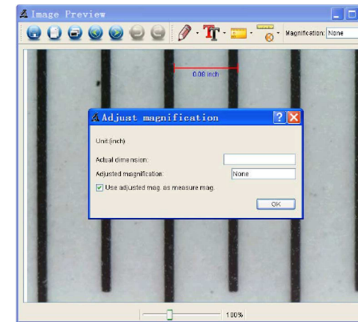 Image Preview
Magnification: None
0.00 inch
Adjust magnification
Unit:(inch)
Actual dimension:
Adjusted magnification: None
Use adjusted mag. as measure mag.
OK
100%